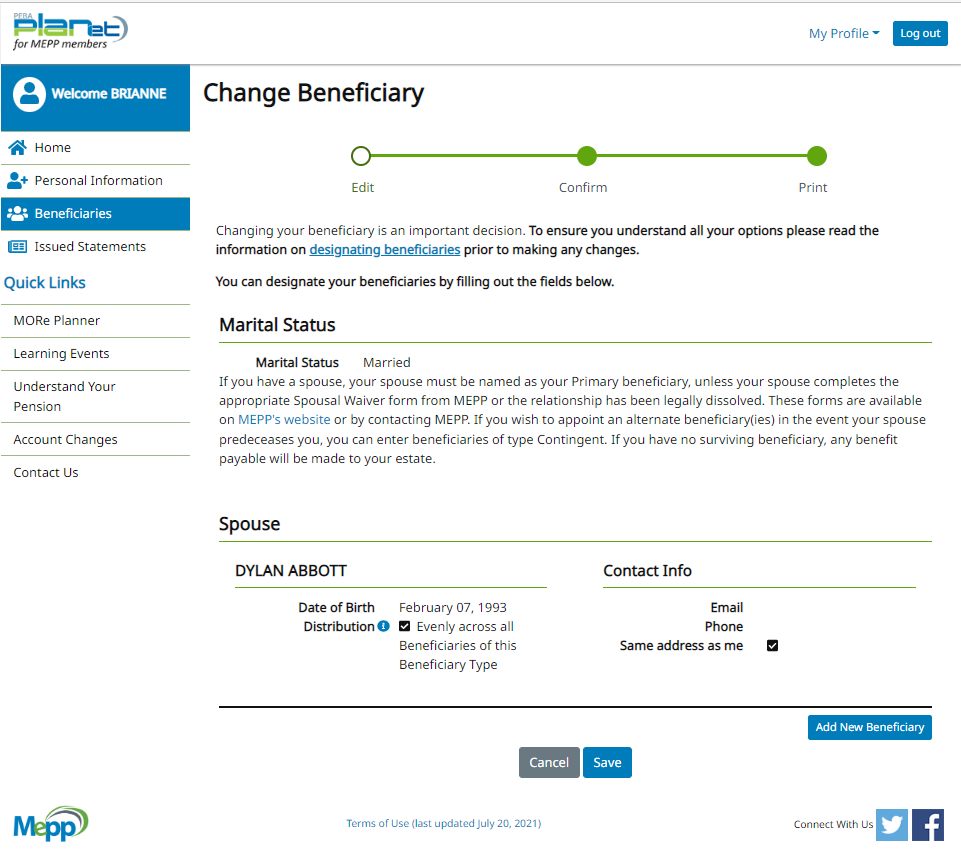 PEBA
planet
for MEPP members
My Profile
Log out
Welcome BRIANNE
Home
Personal Information
Beneficiaries
Issued Statements
Quick Links
MORe Planner
Learning Events
Understand Your
Pension
Account Changes
Contact Us
Change Beneficiary
Edit
Confirm
Print
Changing your beneficiary is an important decision. To ensure you understand all your options please read the
information on designating beneficiaries prior to making any changes.
You can designate your beneficiaries by filling out the fields below.
Marital Status
Marital Status Married
If you have a spouse, your spouse must be named as your Primary beneficiary, unless your spouse completes the
appropriate Spousal Waiver form from MEPP or the relationship has been legally dissolved. These forms are available
on MEPP's website or by contacting MEPP. If you wish to appoint an alternate beneficiary(ies) in the event your spouse
predeceases you, you can enter beneficiaries of type Contingent. If you have no surviving beneficiary, any benefit
payable will be made to your estate.
Spouse
DYLAN ABBOTT
Date of Birth February 07, 1993
Distribution Evenly across all
Beneficiaries of this
Beneficiary Type
Contact Info
Email
Phone
Same address as me
Add New Beneficiary
Cancel
Save
Mepp
Terms of Use (last updated July 20, 2021)
Connect With Us